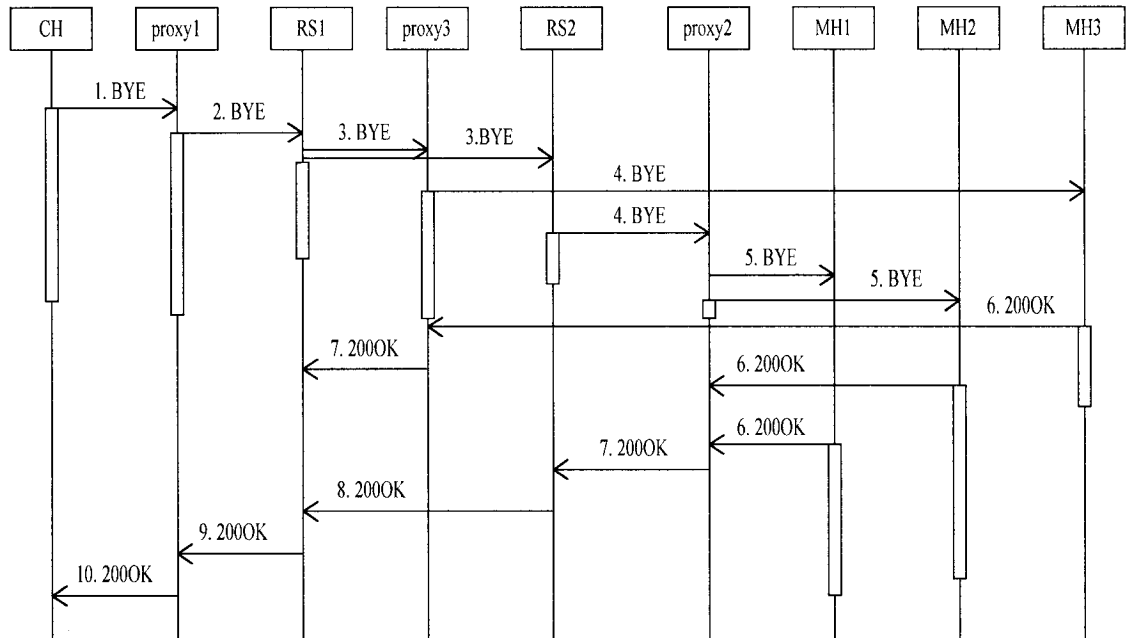 CH
proxy1
RS1
proxy3
RS2
proxy2
MH1
MH2
MH3
1. BYE
2. BYE
3. BYE
3.BYE
4. BYE
4. BYE
5. BYE
5. BYE
6. 200OK
7. 200OK
6. 200OK
6. 200OK
7. 200OK
8. 200OK
9. 200OK
10. 200OK